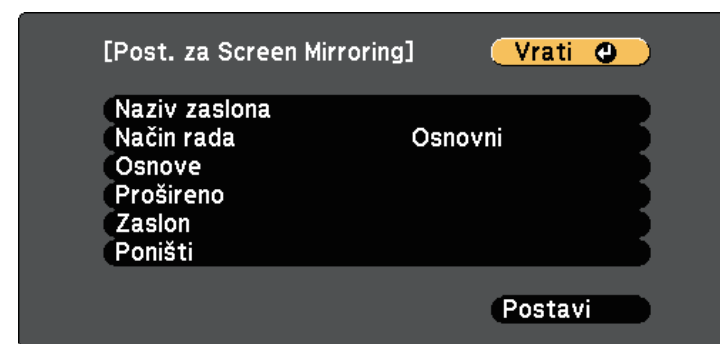 [Post. za Screen Mirroring] Vrati
Naziv zaslona
Način rada Osnovni
Osnove
Prošireno
Zaslon
Poništi
Postavi